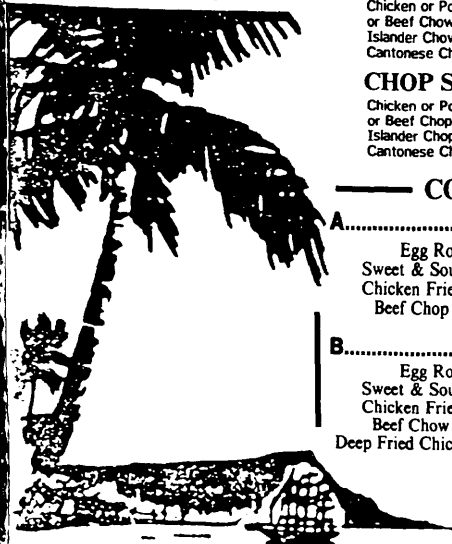 Chicken or Po
or Beef Chow
Islander Chow
Cantonese Ch
CHOP S
Chicken or Po
or Beef Chop
Islander Chop
Cantonese Ch
CO
A
Egg Ro
Sweet & Sou
Chicken Frie
Beef Chop
B
Egg Ro
Sweet & Sou
Chicken Frie
Beef Chow
Deep Fried Chic